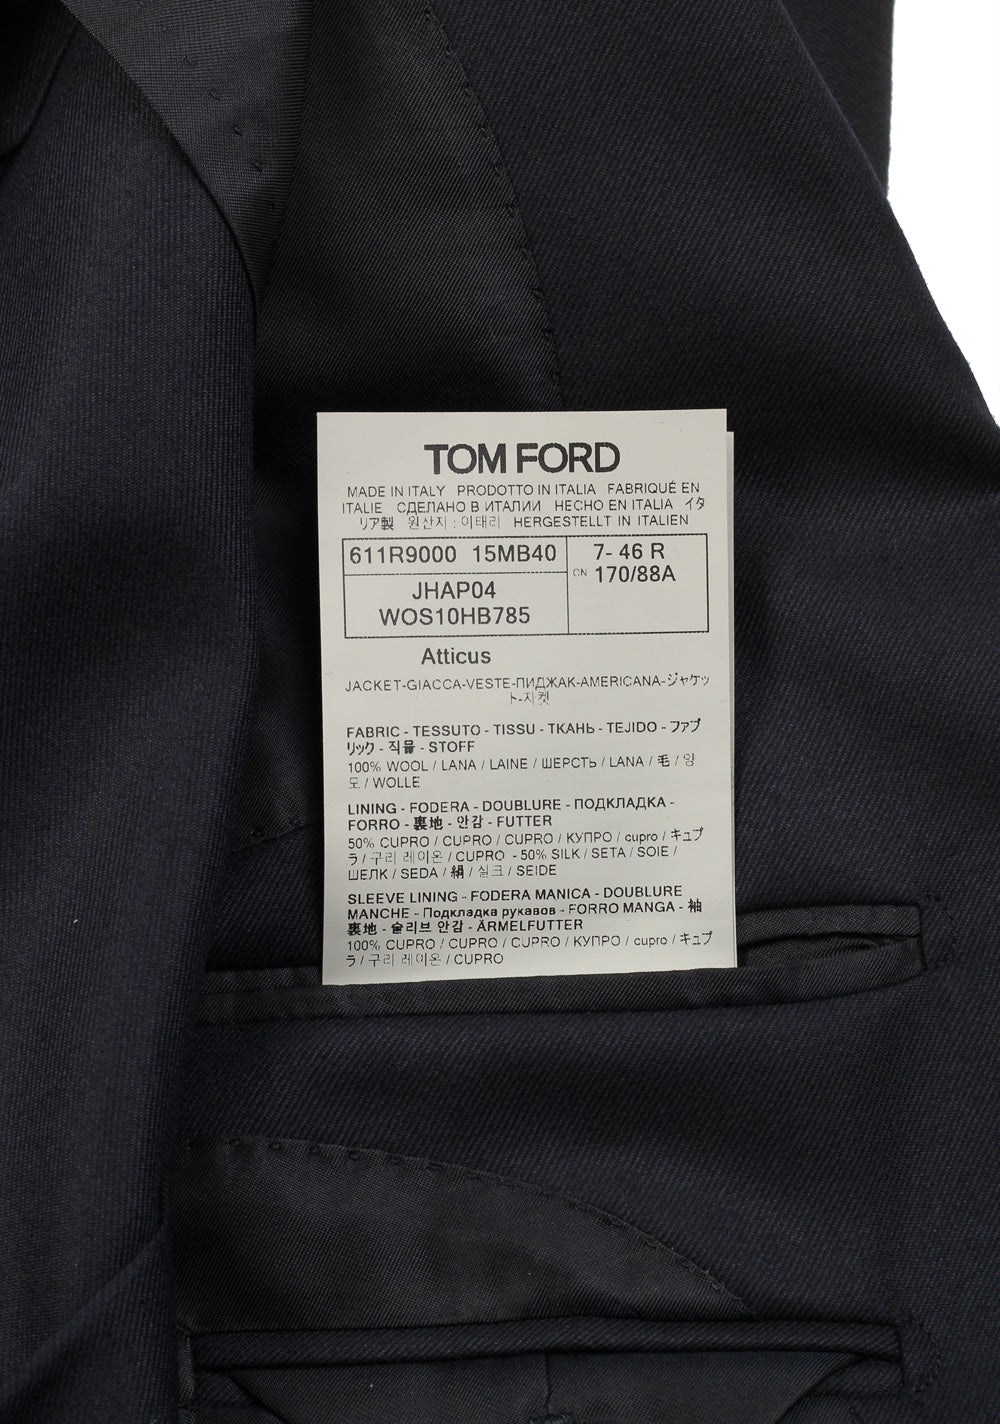 TOM FORD
MADE IN ITALY PRODOTTO IN ITALIA FABRIQUÉ EN
ITALIE СДЕЛАНО В ИТАЛИИ HECHO EN ITALIA イタ
リア製 원산지 : 이태리 HERGESTELLT IN ITALIEN
611R9000 15MB40
7- 46 R
CN 170/88A
JHAP04
WOS10HB785
Atticus
JACKET-GIACCA-VESTE-ПИДЖАК-AMERICANA-ジャケッ
ト-자켓
FABRIC - TESSUTO - TISSU - ТКАНЬ - TEJIDO - ファブ
リック - 직물 - STOFF
100% WOOL / LANA / LAINE / ШЕРСТЬ / LANA / 毛 / 양
모 / WOLLE
LINING - FODERA - DOUBLURE - ПОДКЛАДКА -
FORRO - 裏地 - 안감 - FUTTER
50% CUPRO / CUPRO / CUPRO / КУПРО / cupro / キュプ
ラ / 구리 레이온 / CUPRO - 50% SILK / SETA / SOIE /
ШЕЛК / SEDA / 絹 / 실크 / SEIDE
SLEEVE LINING - FODERA MANICA - DOUBLURE
MANCHE - Подкладка рукавов - FORRO MANGA - 袖
裏地 - 슬리브 안감 - ÄRMELFUTTER
100% CUPRO / CUPRO / CUPRO / КУПРО / cupro / キュプ
ラ / 구리 레이온 / CUPRO